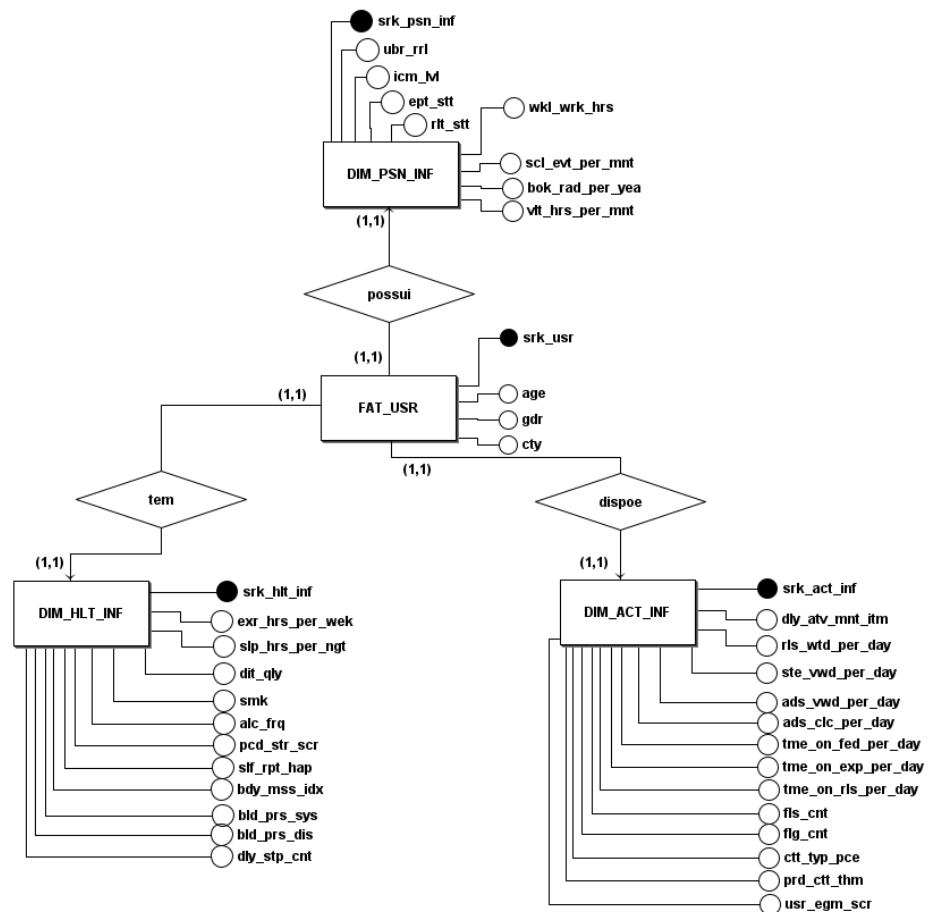 srk_psn_inf
ubr_rrl
icm_lvl
ept_stt
rlt_stt
wkl_wrk_hrs
scl_evt_per_mnt
bok_rad_per_yea
vlt_hrs_per_mnt
DIM_PSN_INF
(1,1)
possui
(1,1)
srk_usr
age
gdr
cty
FAT_USR
(1,1)
(1,1)
tem
dispoe
(1,1)
(1,1)
DIM_HLT_INF
srk_hlt_inf
exr_hrs_per_wek
slp_hrs_per_ngt
dit_qly
smk
alc_frq
pcd_str_scr
slf_rpt_hap
bdy_mss_idx
bld_prs_sys
bld_prs_dis
dly_stp_cnt
DIM_ACT_INF
srk_act_inf
dly_atv_mnt_itm
rls_wtd_per_day
ste_vwd_per_day
ads_vwd_per_day
ads_clc_per_day
tme_on_fed_per_day
tme_on_exp_per_day
tme_on_rls_per_day
fls_cnt
flg_cnt
ctt_typ_pce
prd_ctt_thm
usr_egm_scr